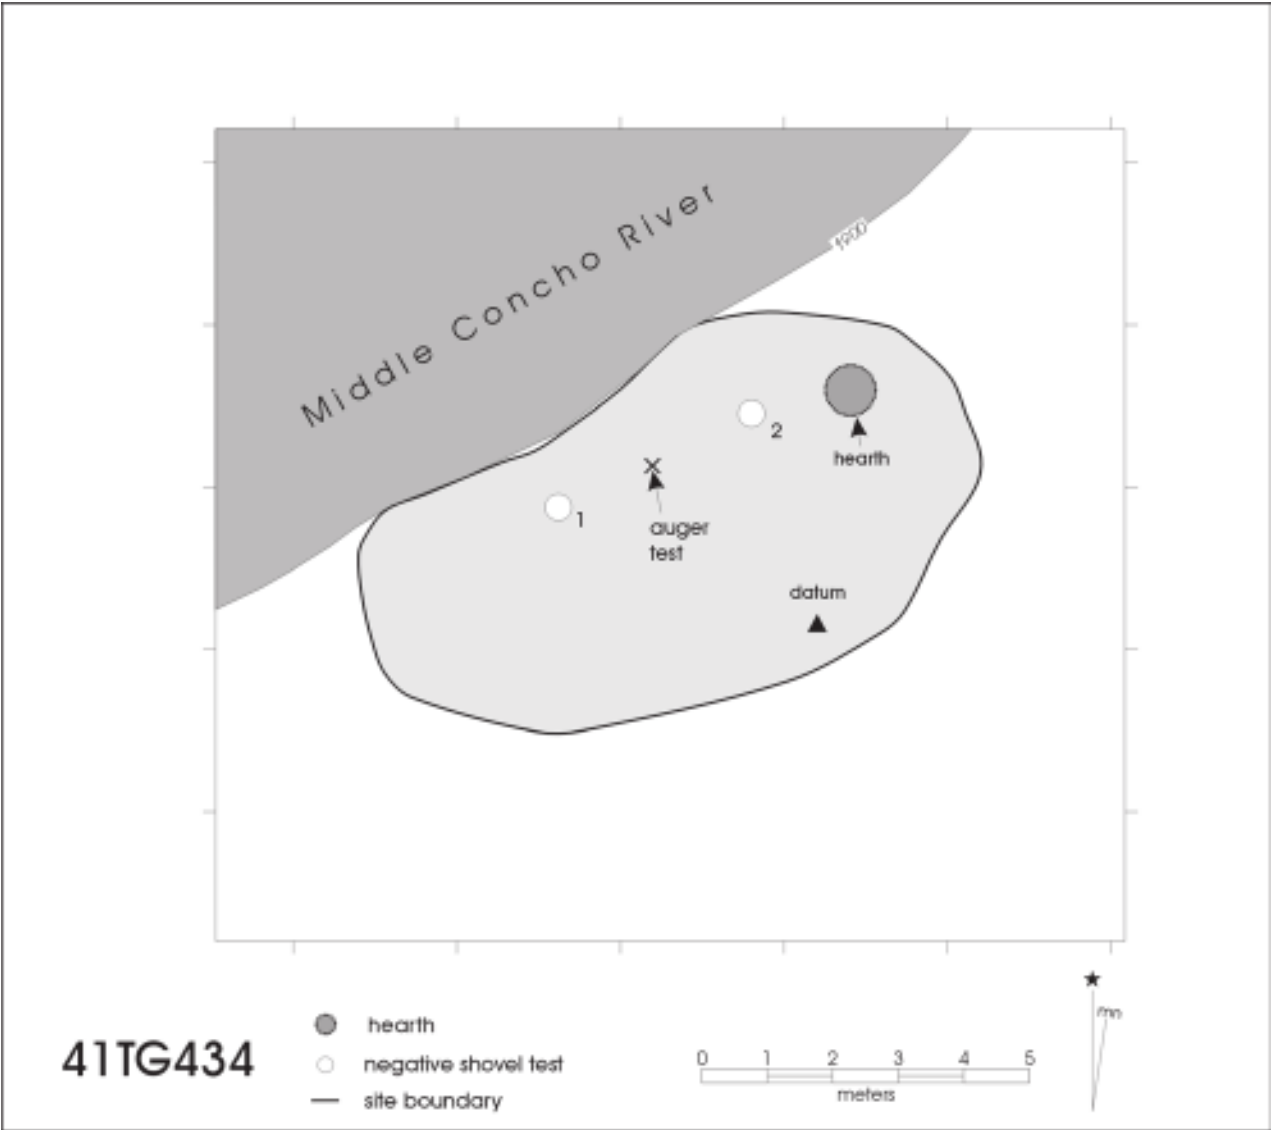 Middle Concho River
1900
2
hearth
1
auger
test
datum
mn
41TG434
hearth
negative shovel test
site boundary
0 1 2 3 4 5
meters